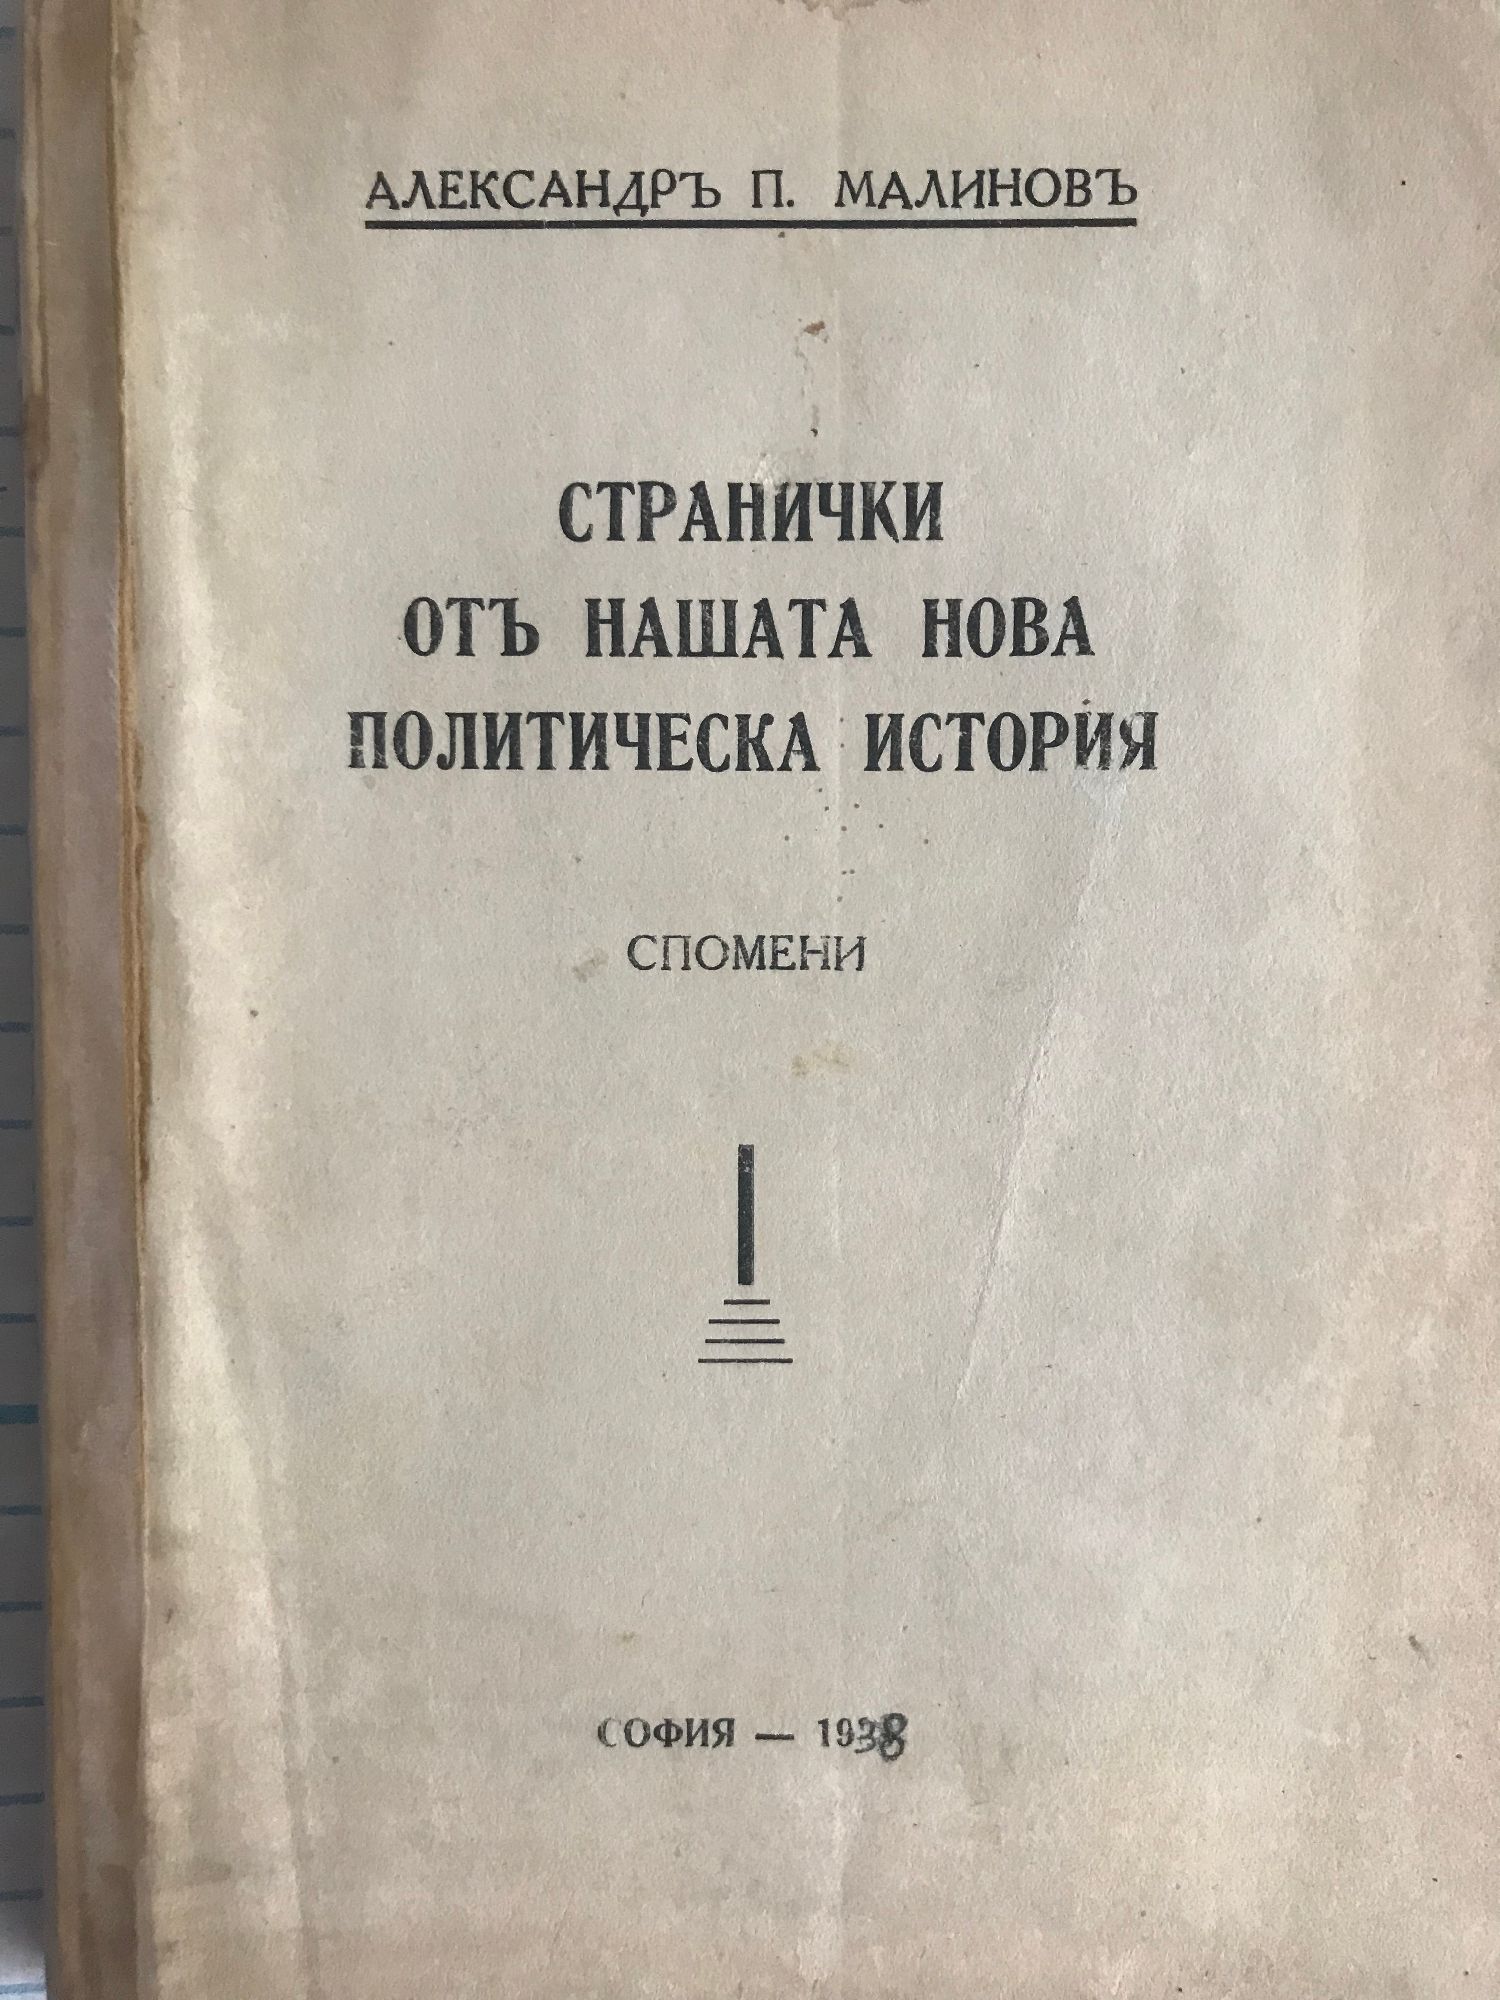 АЛЕКСАНДРЪ П. МАЛИНОВЪ
СТРАНИЧКИ
ОТЪ НАШАТА НОВА
ПОЛИТИЧЕСКА ИСТОРИЯ
СПОМЕНИ
СОФИЯ — 1938